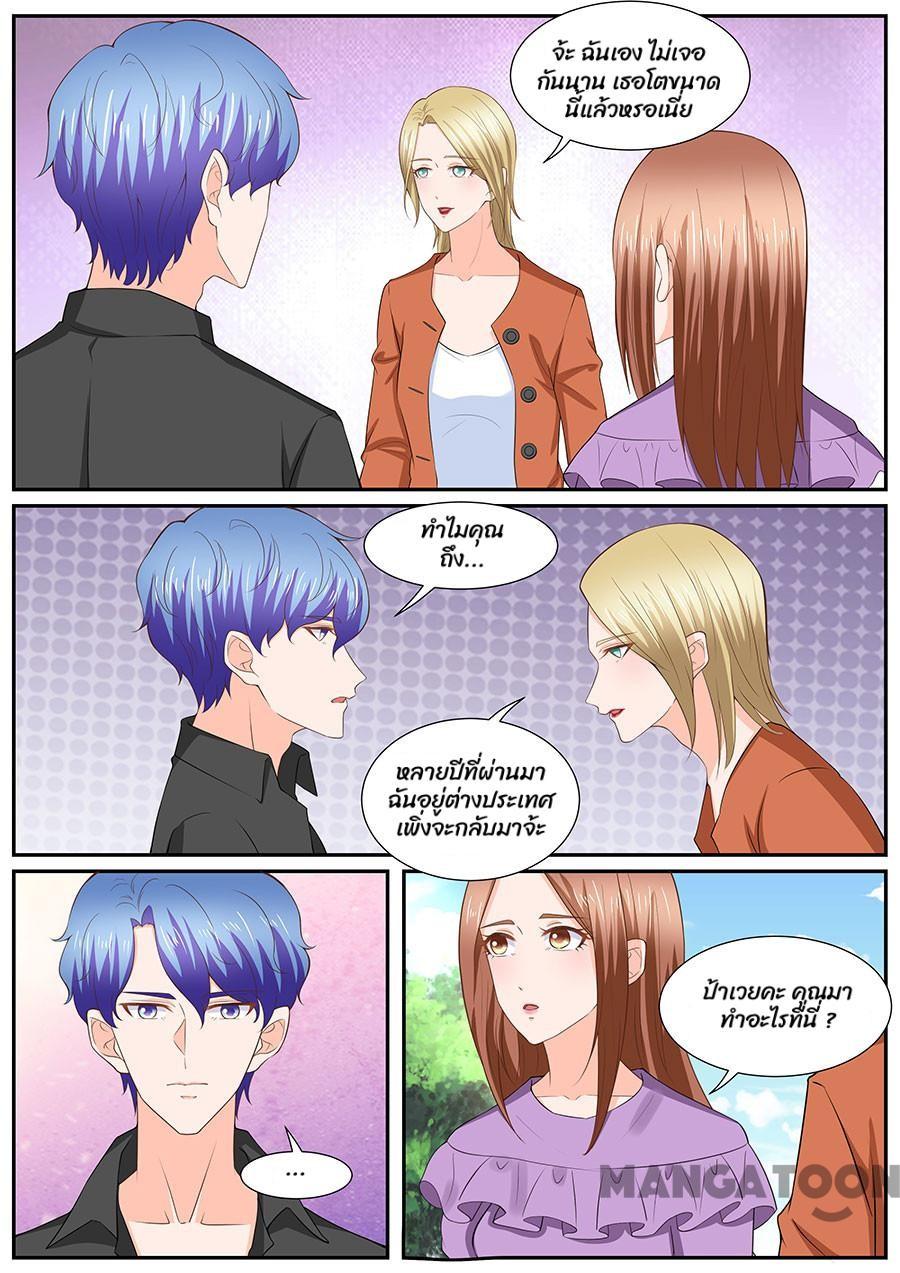 จ้ะ ฉันเอง ไม่เจอ
กันนาน เธอโตขนาด
นี้แล้วหรอเนี่ย
ทำไมคุณ
ถึง...
หลายปีที่ผ่านมา
ฉันอยู่ต่างประเทศ
เพิ่งจะกลับมาจ้ะ
...
ป้าเวยคะ คุณมา
ทำอะไรที่นี่ ?
MANGATOON